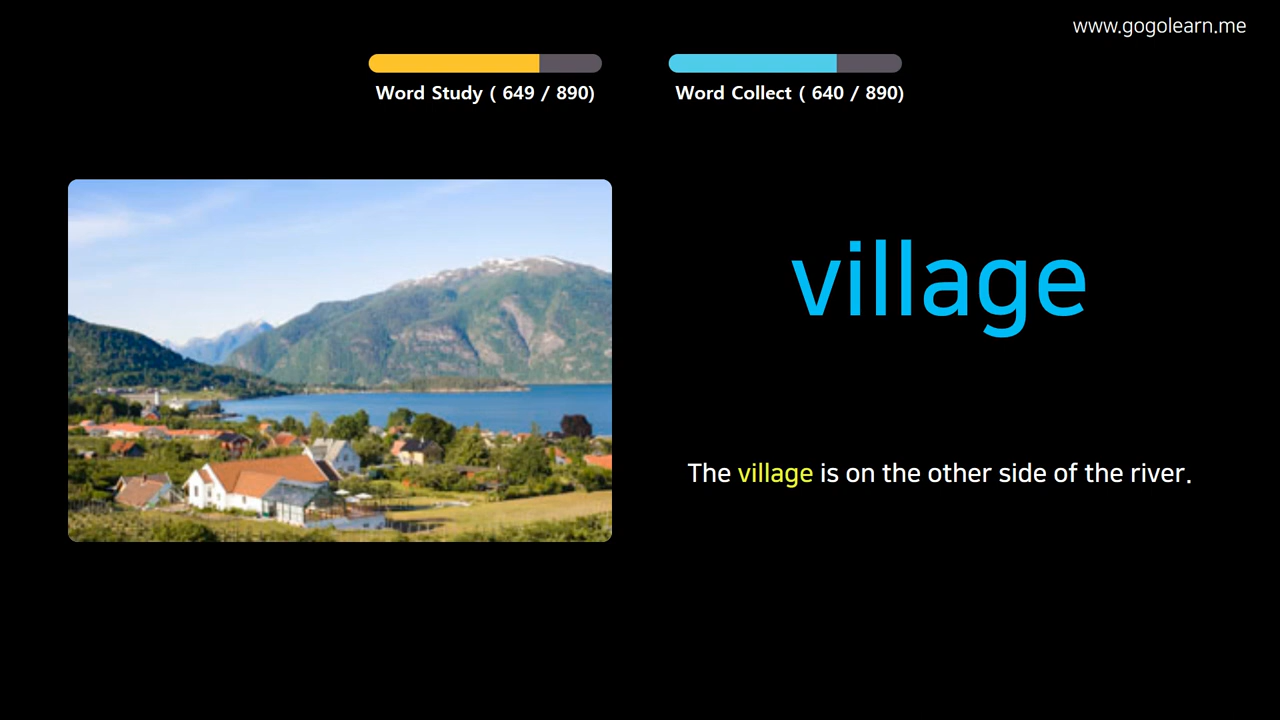 www.gogolearn.me
Word Study ( 649 / 890)
Word Collect ( 640 / 890)
village
The village is on the other side of the river.